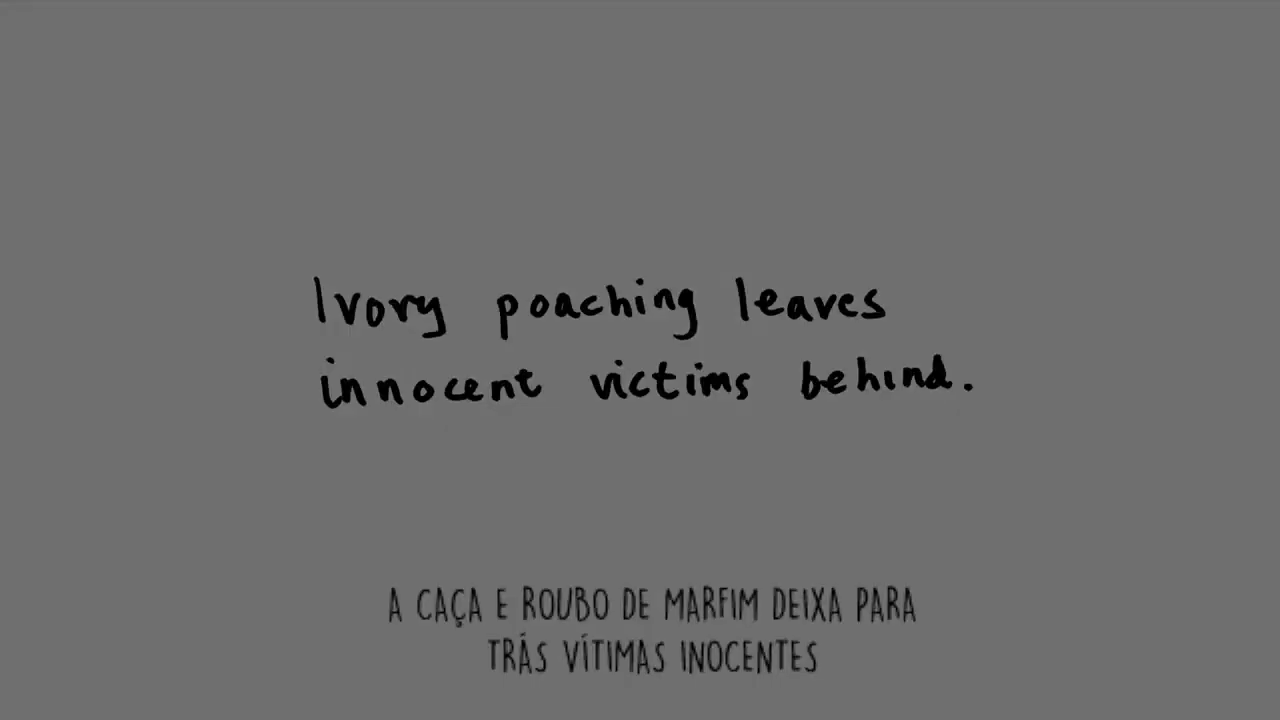 Ivory poaching leaves
innocent victims behind.
A CAÇA E ROUBO DE MARFIM DEIXA PARA
TRÁS VÍTIMAS INOCENTES